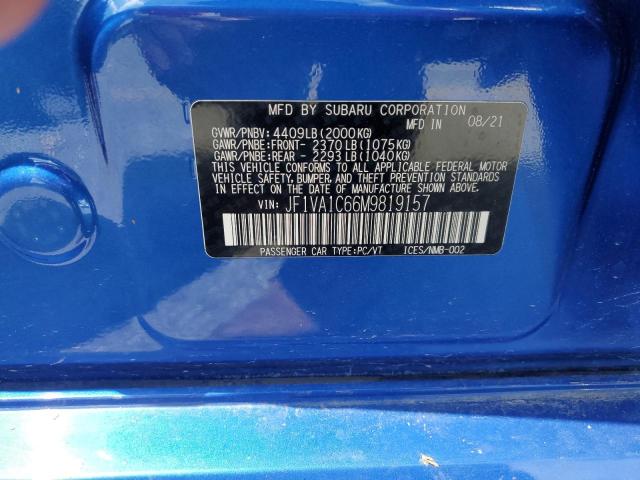 MFD BY SUBARU CORPORATION
GVWR/PNBV: 4409LB(2000KG) MFD IN 08/21
GAWR/PNBE:FRONT- 2370LB(1075KG)
GAWR/PNBE:REAR - 2293LB(1040KG)
THIS VEHICLE CONFORMS TO ALL APPLICABLE FEDERAL MOTOR
VEHICLE SAFETY, BUMPER, AND THEFT PREVENTION STANDARDS
IN EFFECT ON THE DATE OF MANUFACTURE SHOWN ABOVE.
VIN: JF1VA1C66M9819157
PASSENGER CAR TYPE:PC/VT ICES/NMB-002